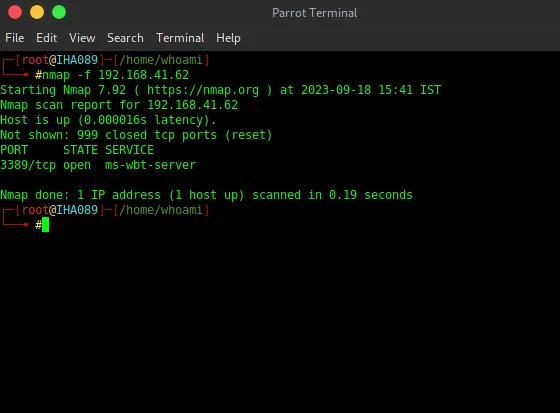 Parrot Terminal
File Edit View Search Terminal Help
┌─[root@IHA089]─[/home/whoami]
└──╼ #nmap -f 192.168.41.62
Starting Nmap 7.92 ( https://nmap.org ) at 2023-09-18 15:41 IST
Nmap scan report for 192.168.41.62
Host is up (0.000016s latency).
Not shown: 999 closed tcp ports (reset)
PORT     STATE SERVICE
3389/tcp open  ms-wbt-server
Nmap done: 1 IP address (1 host up) scanned in 0.19 seconds
┌─[root@IHA089]─[/home/whoami]
└──╼ #